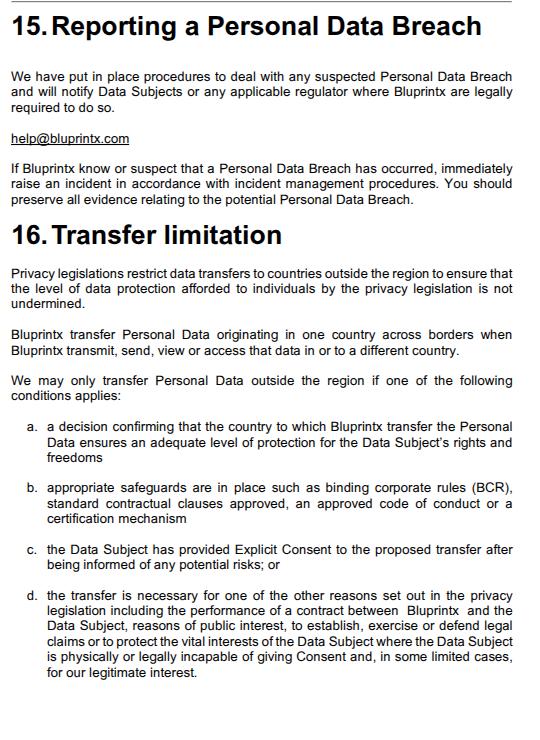 15. Reporting a Personal Data Breach
We have put in place procedures to deal with any suspected Personal Data Breach
and will notify Data Subjects or any applicable regulator where Bluprintx are legally
required to do so.
help@bluprintx.com
If Bluprintx know or suspect that a Personal Data Breach has occurred, immediately
raise an incident in accordance with incident management procedures. You should
preserve all evidence relating to the potential Personal Data Breach.
16. Transfer limitation
Privacy legislations restrict data transfers to countries outside the region to ensure that
the level of data protection afforded to individuals by the privacy legislation is not
undermined.
Bluprintx transfer Personal Data originating in one country across borders when
Bluprintx transmit, send, view or access that data in or to a different country.
We may only transfer Personal Data outside the region if one of the following
conditions applies:
a. a decision confirming that the country to which Bluprintx transfer the Personal
Data ensures an adequate level of protection for the Data Subject's rights and
freedoms
b. appropriate safeguards are in place such as binding corporate rules (BCR),
standard contractual clauses approved, an approved code of conduct or a
certification mechanism
c. the Data Subject has provided Explicit Consent to the proposed transfer after
being informed of any potential risks; or
d. the transfer is necessary for one of the other reasons set out in the privacy
legislation including the performance of a contract between Bluprintx and the
Data Subject, reasons of public interest, to establish, exercise or defend legal
claims or to protect the vital interests of the Data Subject where the Data Subject
is physically or legally incapable of giving Consent and, in some limited cases,
for our legitimate interest.